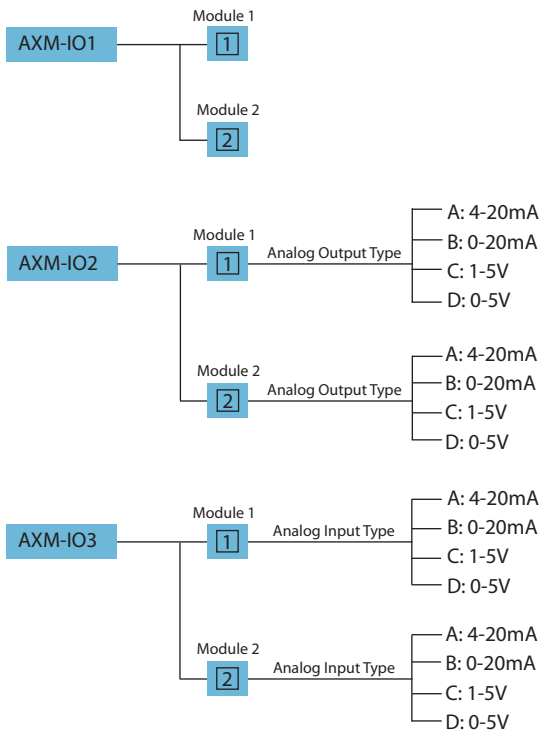 Module 1
AXM-IO1
1
Module 2
2
Module 1
AXM-IO2
1
Analog Output Type
A: 4-20mA
B: 0-20mA
C: 1-5V
D: 0-5V
Module 2
2
Analog Output Type
A: 4-20mA
B: 0-20mA
C: 1-5V
D: 0-5V
Module 1
AXM-IO3
1
Analog Input Type
A: 4-20mA
B: 0-20mA
C: 1-5V
D: 0-5V
Module 2
2
Analog Input Type
A: 4-20mA
B: 0-20mA
C: 1-5V
D: 0-5V